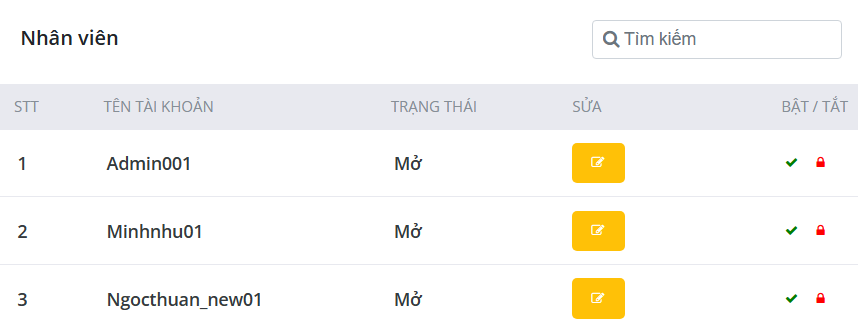 Nhân viên
Tìm kiếm
STT TÊN TÀI KHOẢN TRẠNG THÁI SỬA BẬT / TẮT
1 Admin001 Mở
2 Minhnhu01 Mở
3 Ngocthuan_new01 Mở